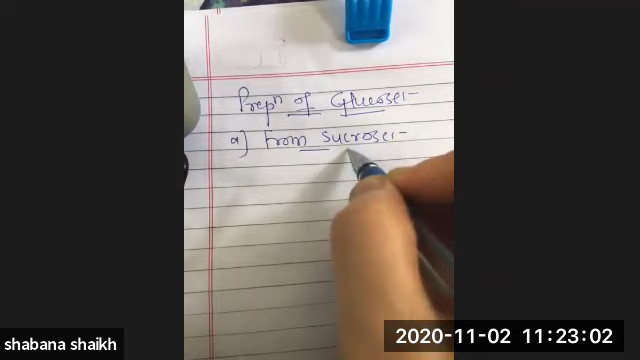 Prepⁿ of Glucose:-
a) From Sucrose:-
shabana shaikh
2020-11-02 11:23:02